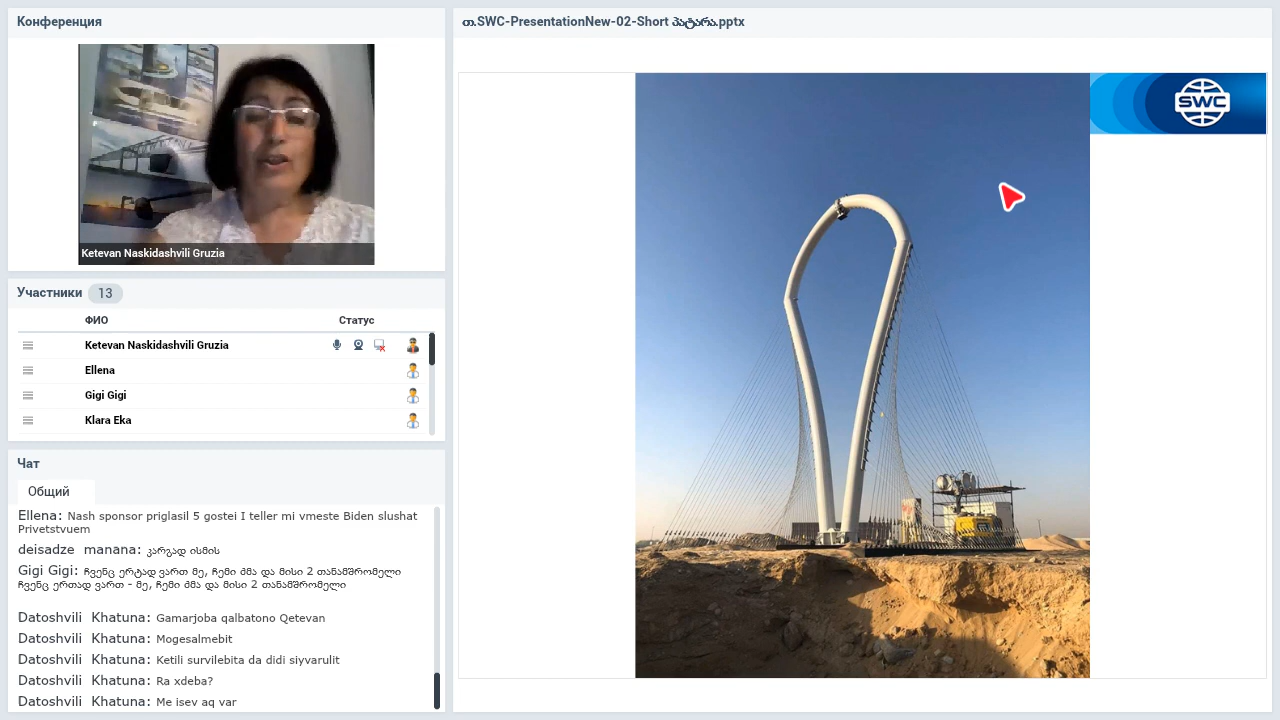 Конференция
Ketevan Naskidashvili Gruzia
Участники 13
ФИО Статус
Ketevan Naskidashvili Gruzia
Ellena
Gigi Gigi
Klara Eka
Чат
Общий
Ellena: Nash sponsor priglasil 5 gostei I teller mi vmeste Biden slushat
Privetstvuem
deisadze manana: კარგად ისმის
Gigi Gigi: ჩვენც ერტად ვართ მე, ჩემი ძმა და მისი 2 თანამშრომელი
ჩვენც ერთად ვართ - მე, ჩემი ძმა და მისი 2 თანამშრომელი
Datoshvili Khatuna: Gamarjoba qalbatono Qetevan
Datoshvili Khatuna: Mogesalmebit
Datoshvili Khatuna: Ketili survilebita da didi siyvarulit
Datoshvili Khatuna: Ra xdeba?
Datoshvili Khatuna: Me isev aq var
თ.SWC-PresentationNew-02-Short პატარა.pptx
SWC